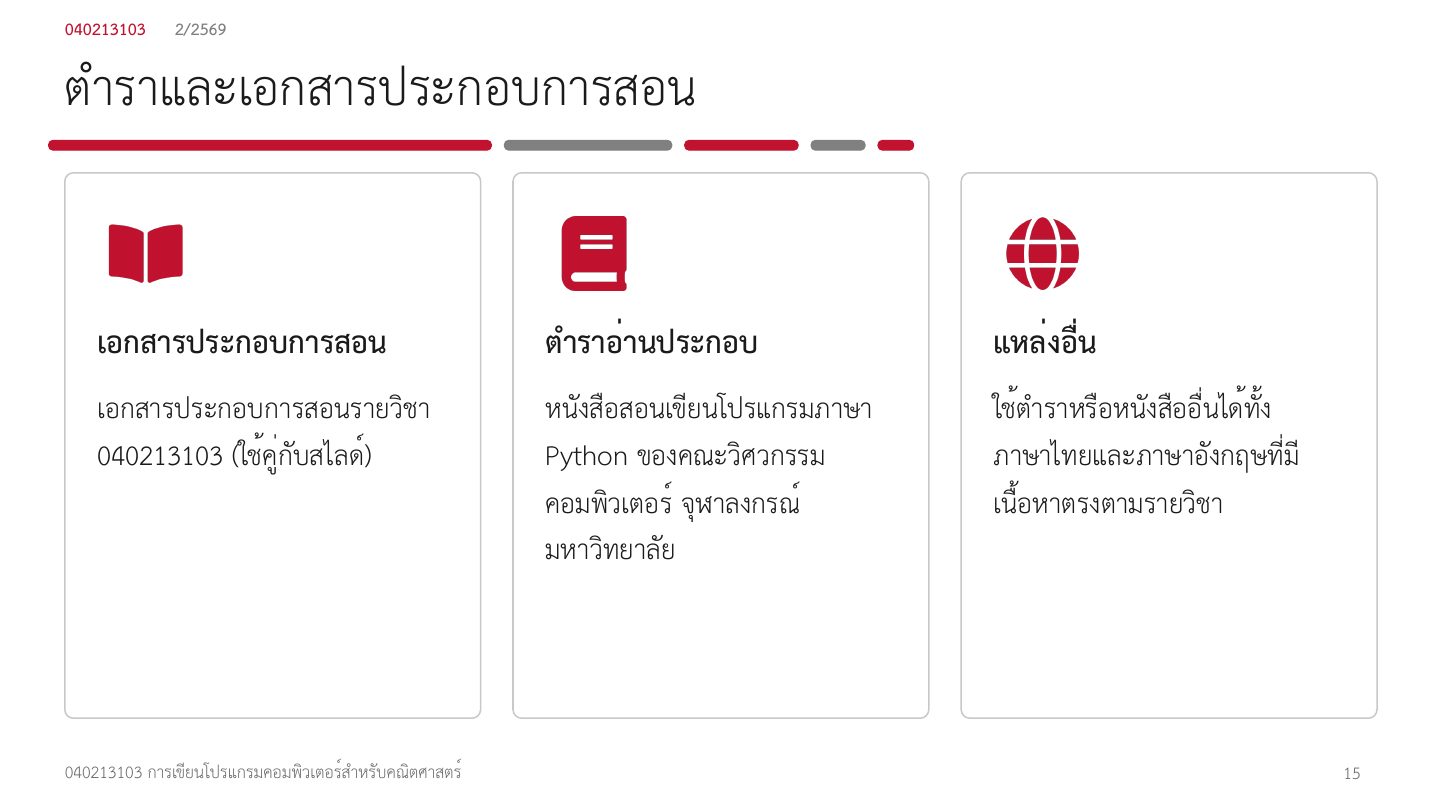 040213103 2/2569
ตำราและเอกสารประกอบการสอน
เอกสารประกอบการสอน
เอกสารประกอบการสอนรายวิชา
040213103 (ใช้คู่กับสไลด์)
ตำราอ่านประกอบ
หนังสือสอนเขียนโปรแกรมภาษา
Python ของคณะวิศวกรรม
คอมพิวเตอร์ จุฬาลงกรณ์
มหาวิทยาลัย
แหล่งอื่น
ใช้ตำราหรือหนังสืออื่นได้ทั้ง
ภาษาไทยและภาษาอังกฤษที่มี
เนื้อหาตรงตามรายวิชา
040213103 การเขียนโปรแกรมคอมพิวเตอร์สำหรับคณิตศาสตร์
15